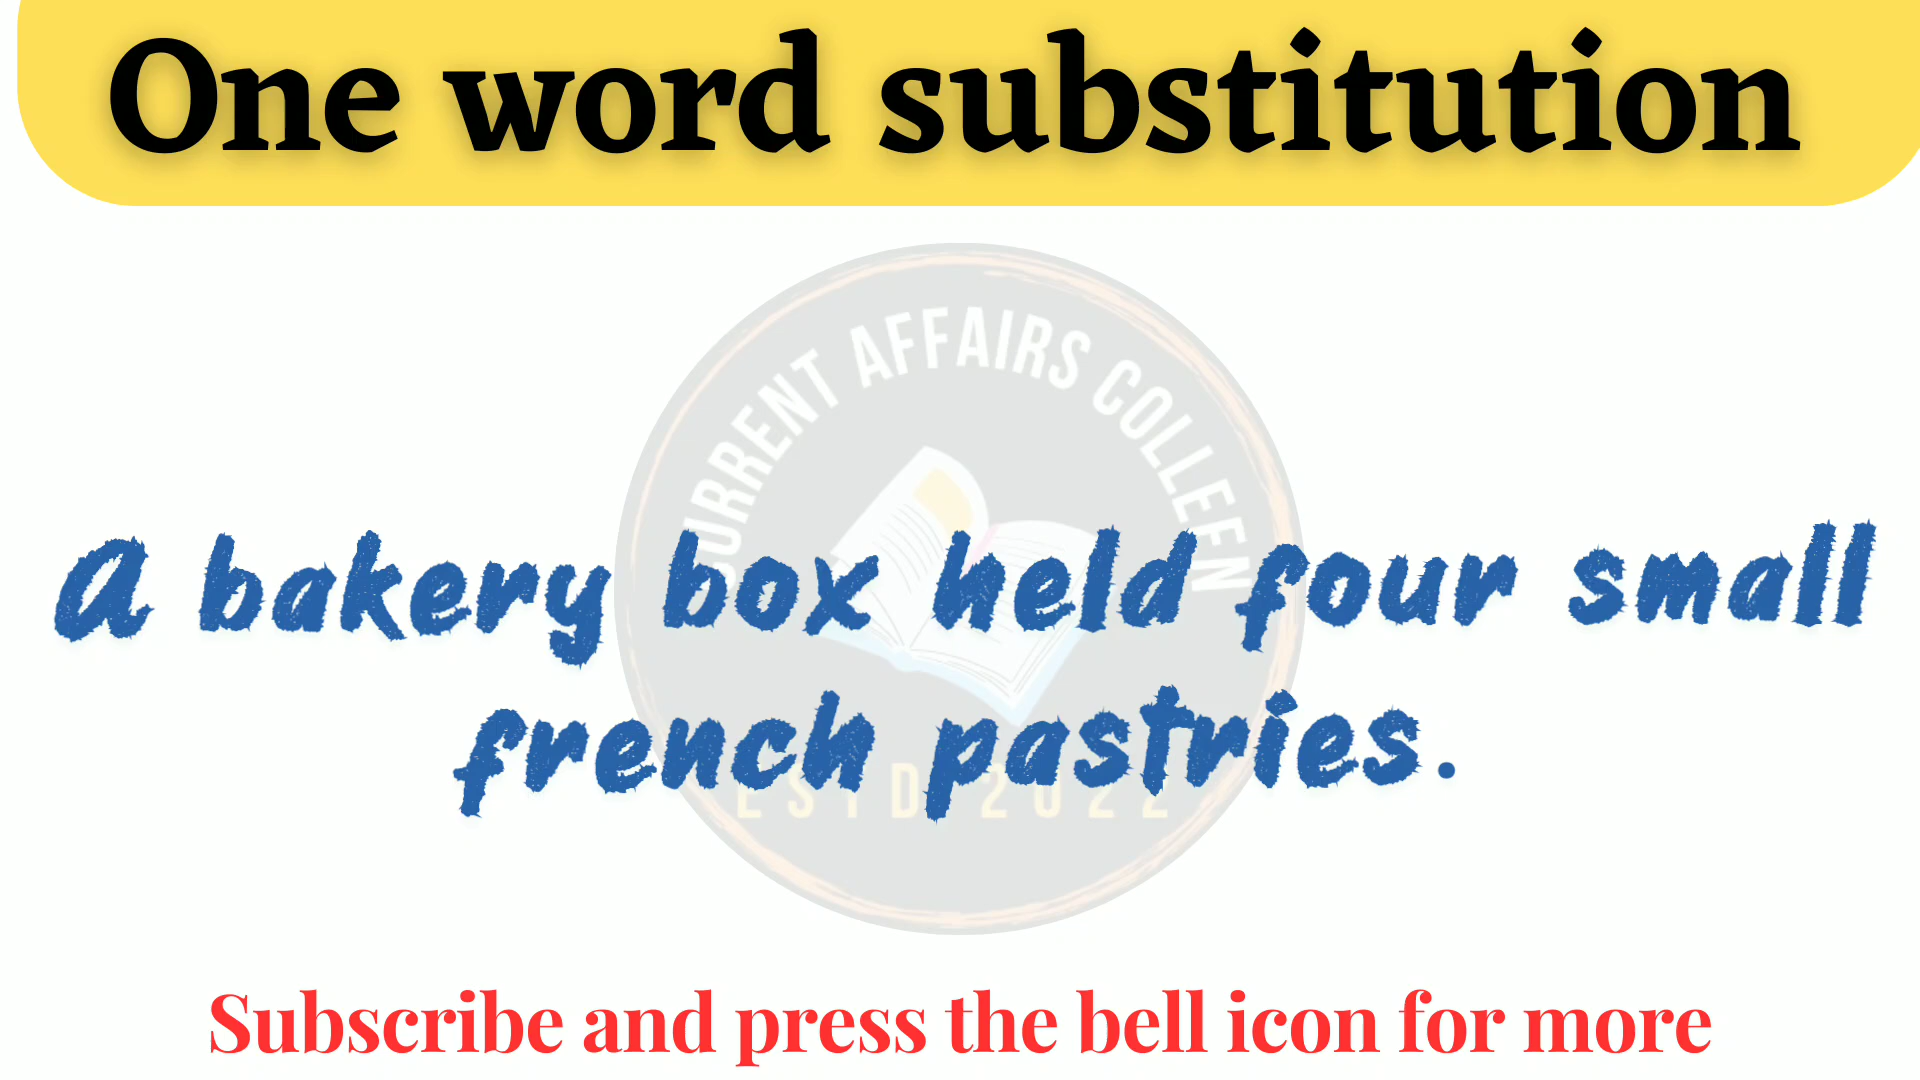 One word substitution
CURRENT AFFAIRS COLLEEN
A bakery box held four small
french pastries.
ESTD 2022
Subscribe and press the bell icon for more